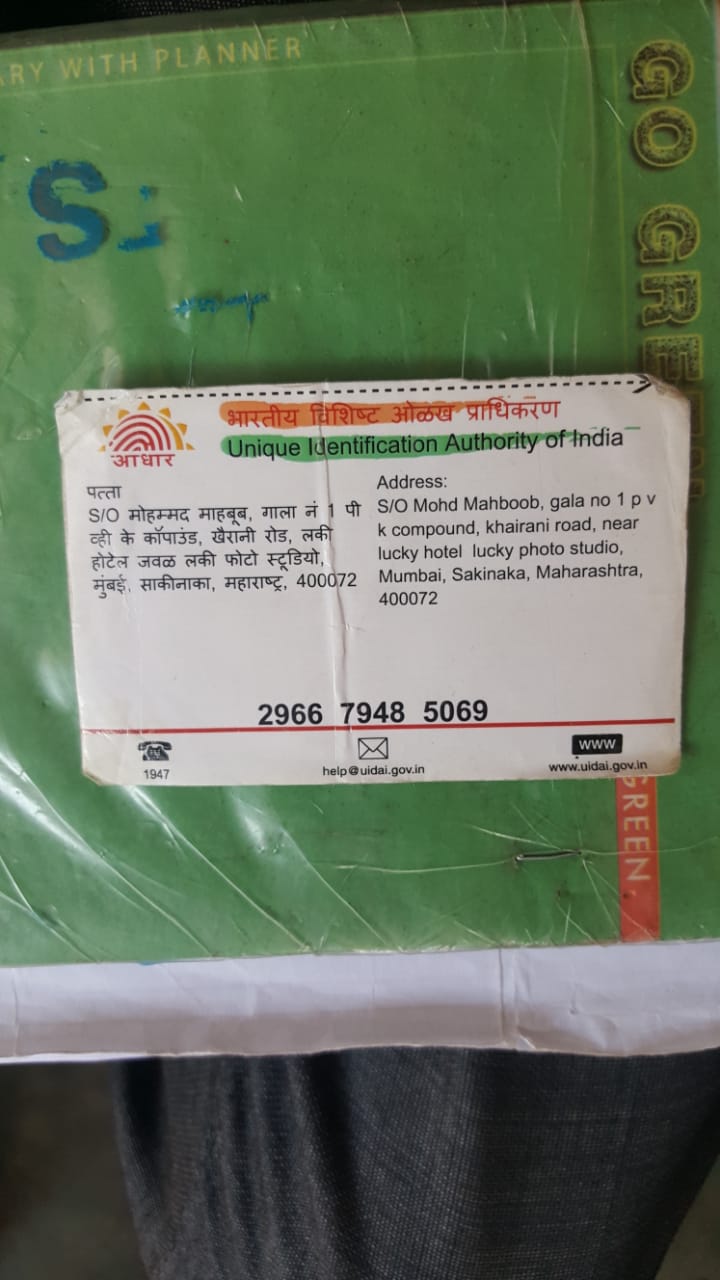 ARY WITH PLANNER
GO GREEN
S:
भारतीय विशिष्ट ओळख प्राधिकरण
Unique Identification Authority of India
आधार
पत्ता
S/O मोहम्मद माहबूब, गाला नं 1 पी
व्ही के कॉपाउंड, खैरानी रोड, लकी
होटेल जवळ लकी फोटो स्टूडियो,
मुंबई, साकीनाका, महाराष्ट्र, 400072
Address:
S/O Mohd Mahboob, gala no 1 p v
k compound, khairani road, near
lucky hotel lucky photo studio,
Mumbai, Sakinaka, Maharashtra,
400072
2966 7948 5069
1947
help@uidai.gov.in
WWW
www.uidai.gov.in
GREEN